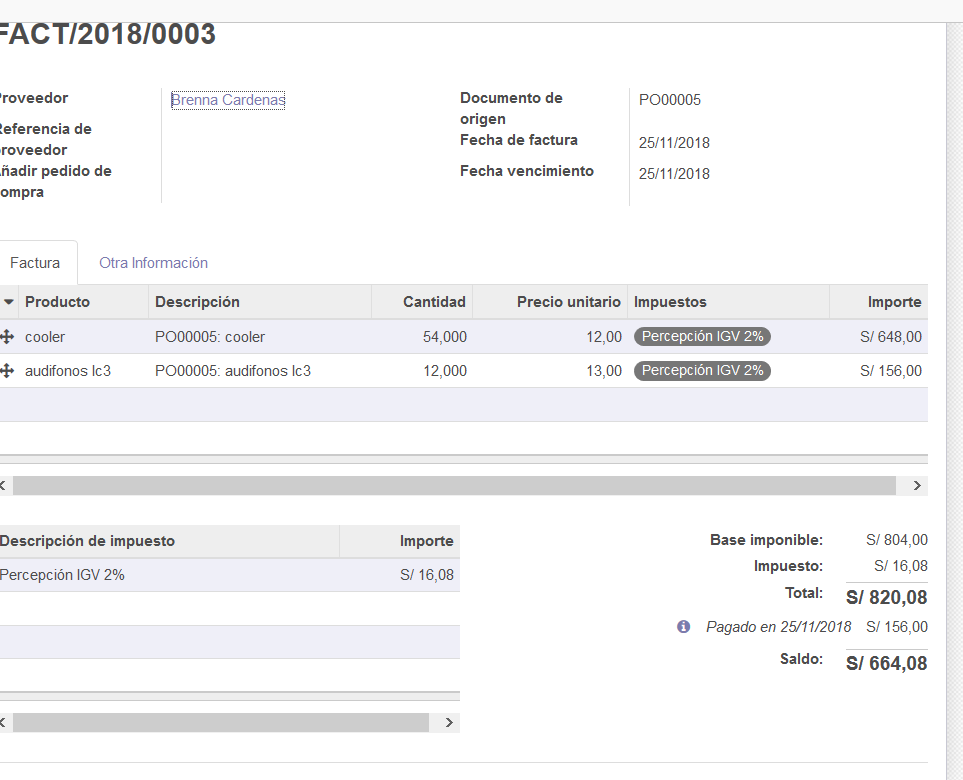 FACT/2018/0003
Proveedor Brenna Cardenas
Referencia de
proveedor
Añadir pedido de
compra
Documento de PO00005
origen
Fecha de factura 25/11/2018
Fecha vencimiento 25/11/2018
Factura Otra Información
Producto Descripción Cantidad Precio unitario Impuestos Importe
cooler PO00005: cooler 54,000 12,00 Percepción IGV 2% S/ 648,00
audifonos lc3 PO00005: audifonos lc3 12,000 13,00 Percepción IGV 2% S/ 156,00
Descripción de impuesto Importe
Percepción IGV 2% S/ 16,08
Base imponible: S/ 804,00
Impuesto: S/ 16,08
Total: S/ 820,08
Pagado en 25/11/2018 S/ 156,00
Saldo: S/ 664,08